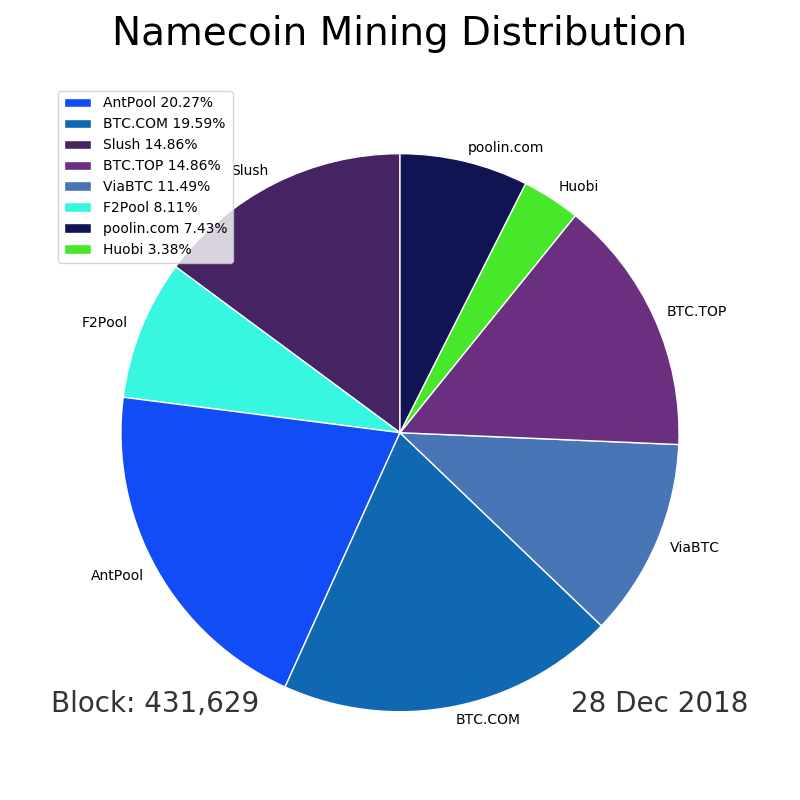 Namecoin Mining Distribution
AntPool 20.27%
BTC.COM 19.59%
Slush 14.86%
BTC.TOP 14.86%
ViaBTC 11.49%
F2Pool 8.11%
poolin.com 7.43%
Huobi 3.38%
poolin.com
Slush
Huobi
BTC.TOP
F2Pool
ViaBTC
AntPool
Block: 431,629
28 Dec 2018
BTC.COM